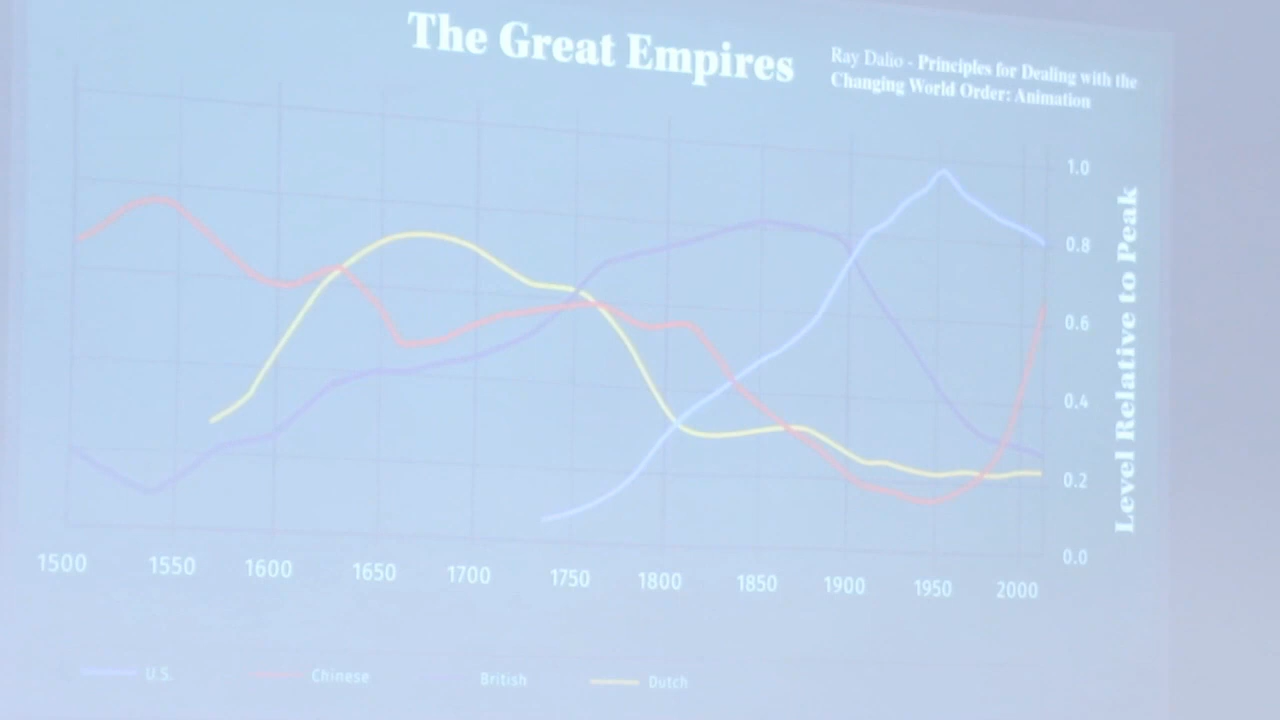 The Great Empires
Ray Dalio - Principles for Dealing with the
Changing World Order: Animation
1.0
0.8
0.6
0.4
0.2
0.0
Level Relative to Peak
1500 1550 1600 1650 1700 1750 1800 1850 1900 1950 2000
U.S. Chinese British Dutch